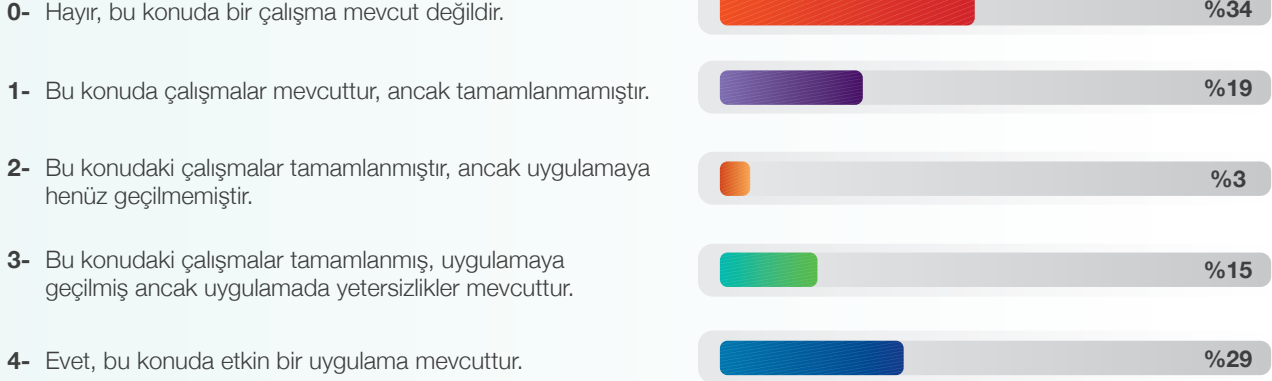 0- Hayır, bu konuda bir çalışma mevcut değildir. %34
1- Bu konuda çalışmalar mevcuttur, ancak tamamlanmamıştır. %19
2- Bu konudaki çalışmalar tamamlanmıştır, ancak uygulamaya
henüz geçilmemiştir. %3
3- Bu konudaki çalışmalar tamamlanmış, uygulamaya
geçilmiş ancak uygulamada yetersizlikler mevcuttur. %15
4- Evet, bu konuda etkin bir uygulama mevcuttur. %29